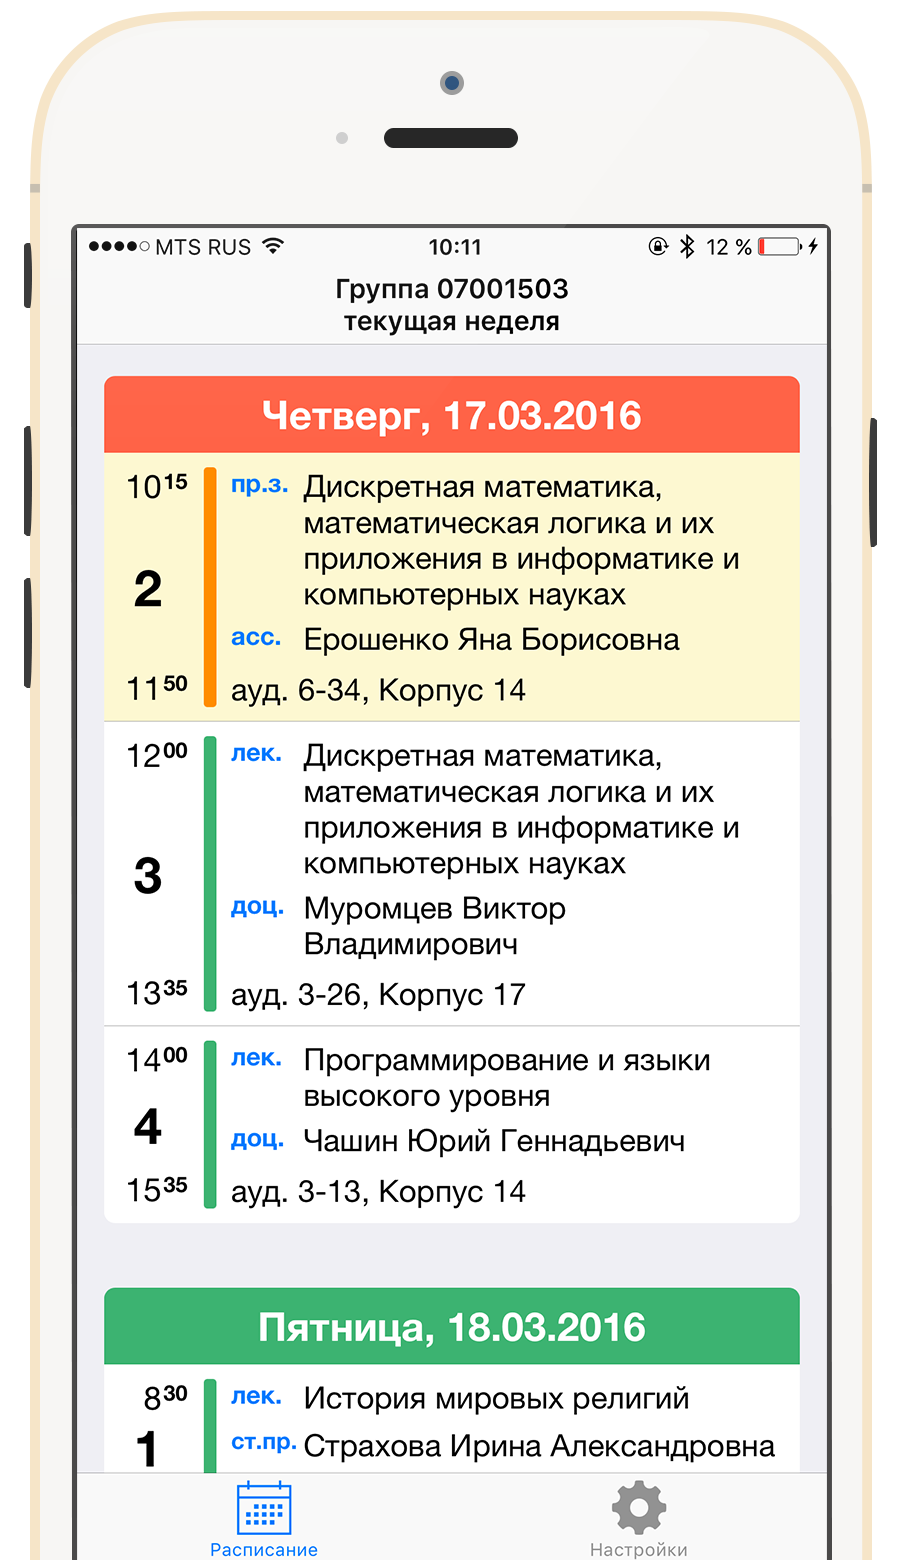 MTS RUS 10:11 12 %
Группа 07001503
текущая неделя
Четверг, 17.03.2016
10 15 пр.з. Дискретная математика,
математическая логика и их
приложения в информатике и
2
компьютерных науках
асс. Ерошенко Яна Борисовна
11 50 ауд. 6-34, Корпус 14
12 00 лек. Дискретная математика,
математическая логика и их
приложения в информатике и
компьютерных науках
3
доц. Муромцев Виктор
Владимирович
13 35 ауд. 3-26, Корпус 17
14 00 лек. Программирование и языки
высокого уровня
4
доц. Чашин Юрий Геннадьевич
15 35 ауд. 3-13, Корпус 14
Пятница, 18.03.2016
8 30 лек. История мировых религий
1 ст.пр. Страхова Ирина Александровна
Расписание Настройки